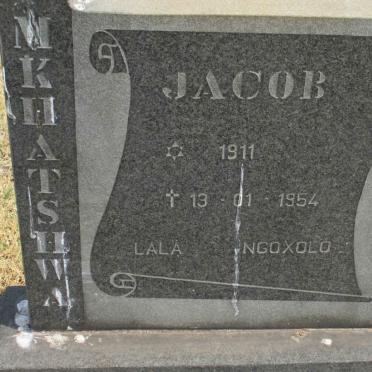 MKHATSHWA
JACOB
✡ 1911
✝ 13 - 01 - 1954
LALA NGOXOLO